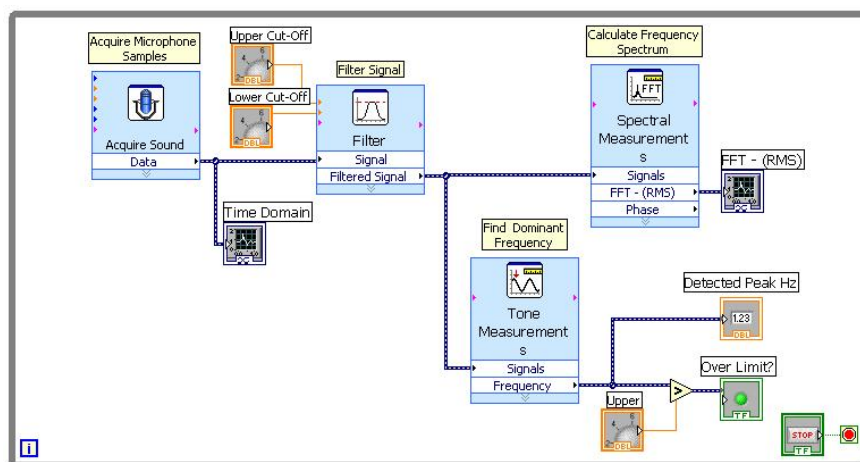 Acquire Microphone
Samples
Acquire Sound
Data
Upper Cut-Off
DBL
Lower Cut-Off
DBL
Time Domain
Filter Signal
Filter
Signal
Filtered Signal
Calculate Frequency
Spectrum
FFT
Spectral
Measurement
s
Signals
FFT - (RMS)
Phase
FFT - (RMS)
Find Dominant
Frequency
Tone
Measurement
s
Signals
Frequency
Detected Peak Hz
1.23
DBL
Upper
DBL
>
Over Limit?
TF
STOP
TF
i